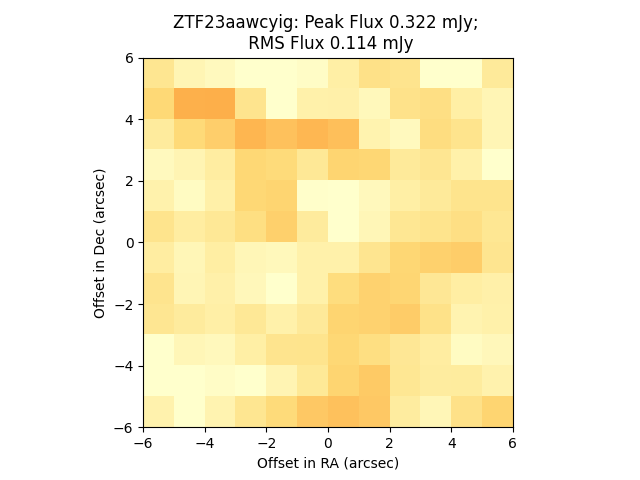 ZTF23aawcyig: Peak Flux 0.322 mJy;
RMS Flux 0.114 mJy
6
4
2
0
−2
−4
−6
Offset in Dec (arcsec)
−6 −4 −2 0 2 4 6
Offset in RA (arcsec)